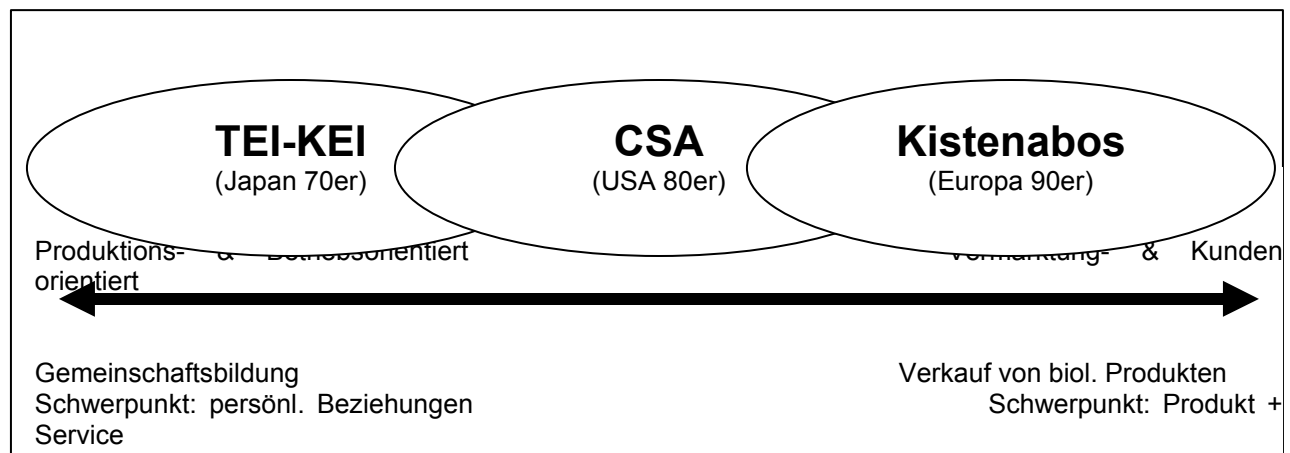 TEI-KEI
(Japan 70er)
CSA
(USA 80er)
Kistenabos
(Europa 90er)
Produktions- & Betriebsorientiert Vermarktung- & Kunden
orientiert
Gemeinschaftsbildung Verkauf von biol. Produkten
Schwerpunkt: persönl. Beziehungen Schwerpunkt: Produkt +
Service